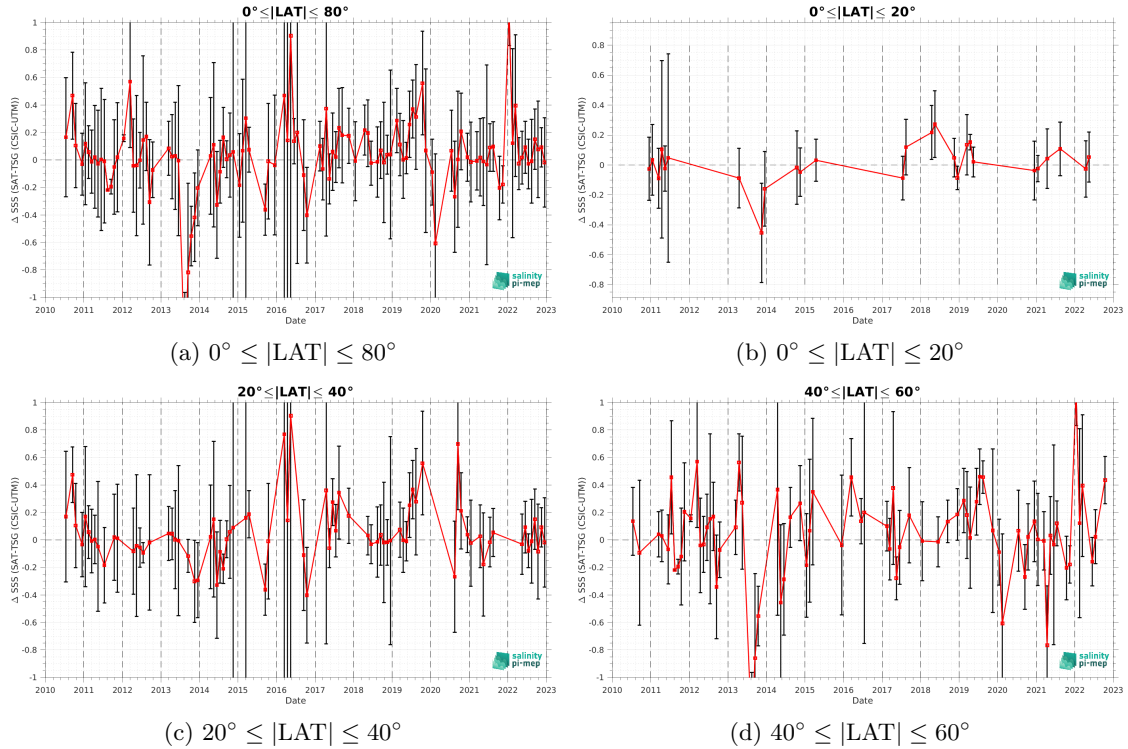 0°≤|LAT|≤ 80°
Δ SSS (SAT-TSG (CSIC-UTM))
1
0.8
0.6
0.4
0.2
0
-0.2
-0.4
-0.6
-0.8
-1
2010 2011 2012 2013 2014 2015 2016 2017 2018 2019 2020 2021 2022 2023
Date
salinity
pi-mep
(a) 0° ≤ |LAT| ≤ 80°
0°≤|LAT|≤ 20°
Δ SSS (SAT-TSG (CSIC-UTM))
0.8
0.6
0.4
0.2
0
-0.2
-0.4
-0.6
-0.8
2010 2011 2012 2013 2014 2015 2016 2017 2018 2019 2020 2021 2022 2023
Date
salinity
pi-mep
(b) 0° ≤ |LAT| ≤ 20°
20°≤|LAT|≤ 40°
Δ SSS (SAT-TSG (CSIC-UTM))
1
0.8
0.6
0.4
0.2
0
-0.2
-0.4
-0.6
-0.8
-1
2010 2011 2012 2013 2014 2015 2016 2017 2018 2019 2020 2021 2022 2023
Date
salinity
pi-mep
(c) 20° ≤ |LAT| ≤ 40°
40°≤|LAT|≤ 60°
Δ SSS (SAT-TSG (CSIC-UTM))
1
0.8
0.6
0.4
0.2
0
-0.2
-0.4
-0.6
-0.8
-1
2010 2011 2012 2013 2014 2015 2016 2017 2018 2019 2020 2021 2022 2023
Date
salinity
pi-mep
(d) 40° ≤ |LAT| ≤ 60°